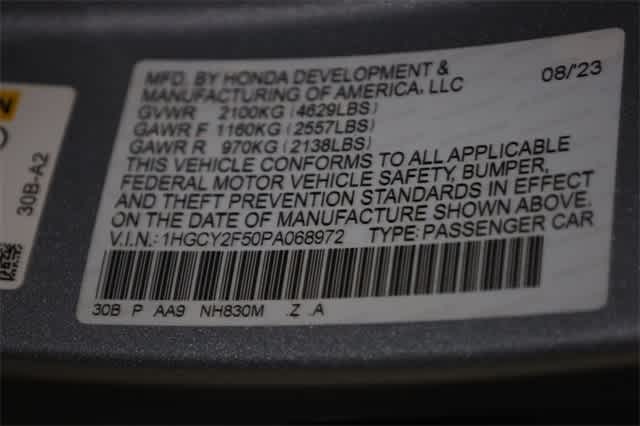 MFD. BY HONDA DEVELOPMENT &
MANUFACTURING OF AMERICA, LLC 08/'23
GVWR 2100KG (4629LBS)
GAWR F 1160KG (2557LBS)
GAWR R 970KG (2138LBS)
THIS VEHICLE CONFORMS TO ALL APPLICABLE
FEDERAL MOTOR VEHICLE SAFETY, BUMPER,
AND THEFT PREVENTION STANDARDS IN EFFECT
ON THE DATE OF MANUFACTURE SHOWN ABOVE.
V.I.N.: 1HGCY2F50PA068972 TYPE: PASSENGER CAR
30B P AA9 NH830M .Z .A
30B-A2